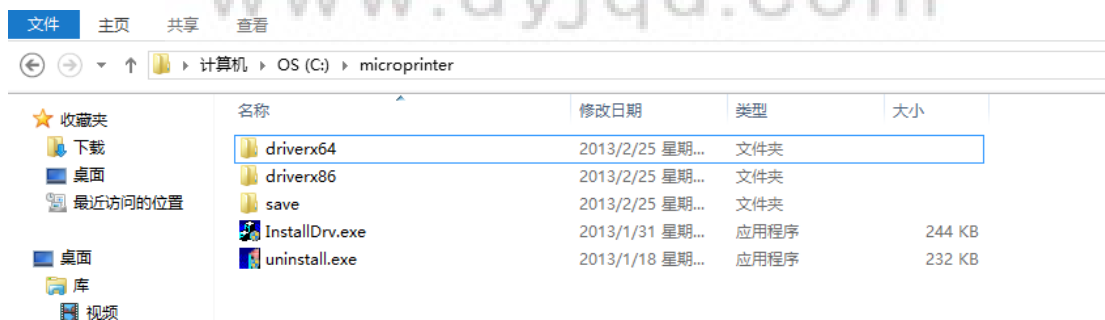 www.dyjqd.com
文件 主页 共享 查看
计算机 OS (C:) microprinter
名称 修改日期 类型 大小
收藏夹
下载 driverx64 2013/2/25 星期... 文件夹
桌面 driverx86 2013/2/25 星期... 文件夹
最近访问的位置 save 2013/2/25 星期... 文件夹
InstallDrv.exe 2013/1/31 星期... 应用程序 244 KB
桌面 uninstall.exe 2013/1/18 星期... 应用程序 232 KB
库
视频